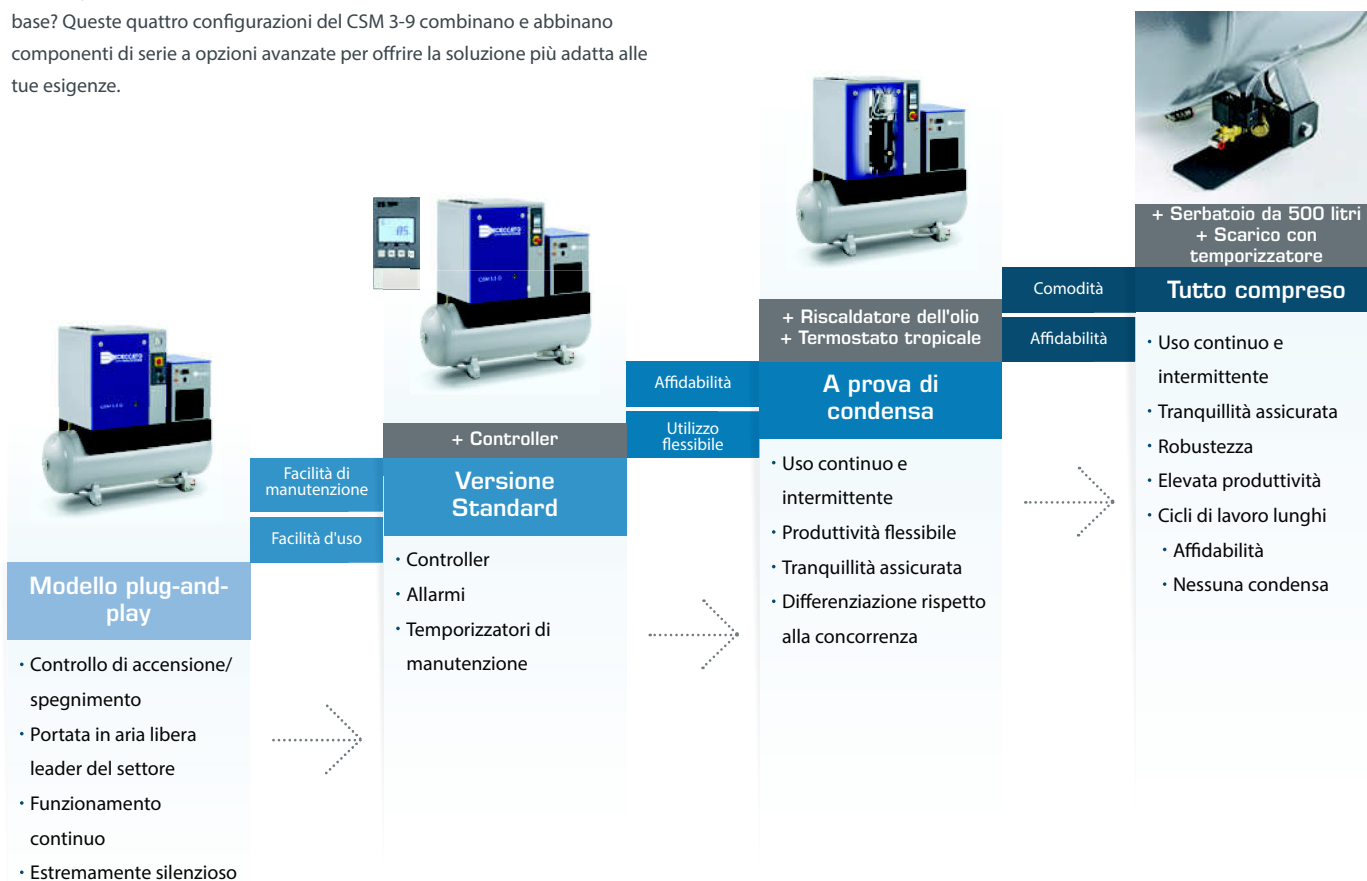 base? Queste quattro configurazioni del CSM 3-9 combinano e abbinano
componenti di serie a opzioni avanzate per offrire la soluzione più adatta alle
tue esigenze.
Modello plug-and-
play
· Controllo di accensione/
spegnimento
· Portata in aria libera
leader del settore
· Funzionamento
continuo
· Estremamente silenzioso
Facilità di
manutenzione
Facilità d'uso
+ Controller
Versione
Standard
· Controller
· Allarmi
· Temporizzatori di
manutenzione
Affidabilità
Utilizzo
flessibile
+ Riscaldatore dell'olio
+ Termostato tropicale
A prova di
condensa
· Uso continuo e
intermittente
· Produttività flessibile
· Tranquillità assicurata
· Differenziazione rispetto
alla concorrenza
Comodità
Affidabilità
+ Serbatoio da 500 litri
+ Scarico con
temporizzatore
Tutto compreso
· Uso continuo e
intermittente
· Tranquillità assicurata
· Robustezza
· Elevata produttività
· Cicli di lavoro lunghi
· Affidabilità
· Nessuna condensa